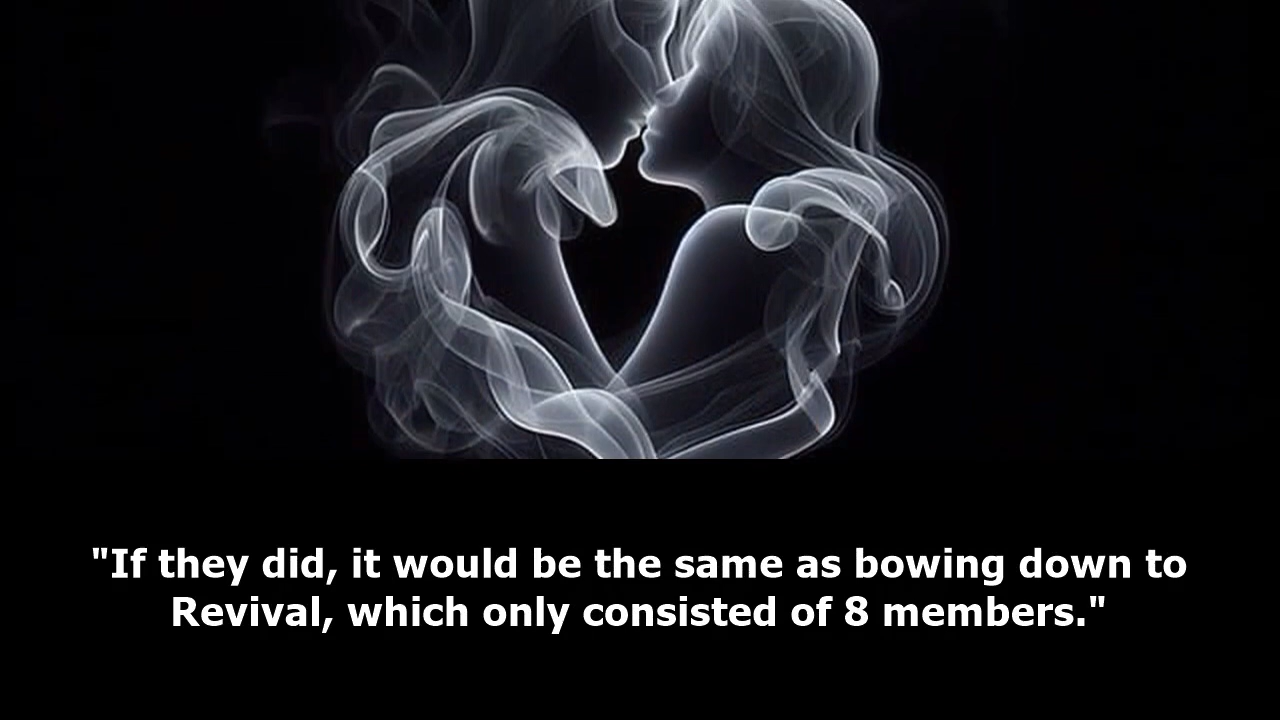 "If they did, it would be the same as bowing down to
Revival, which only consisted of 8 members."